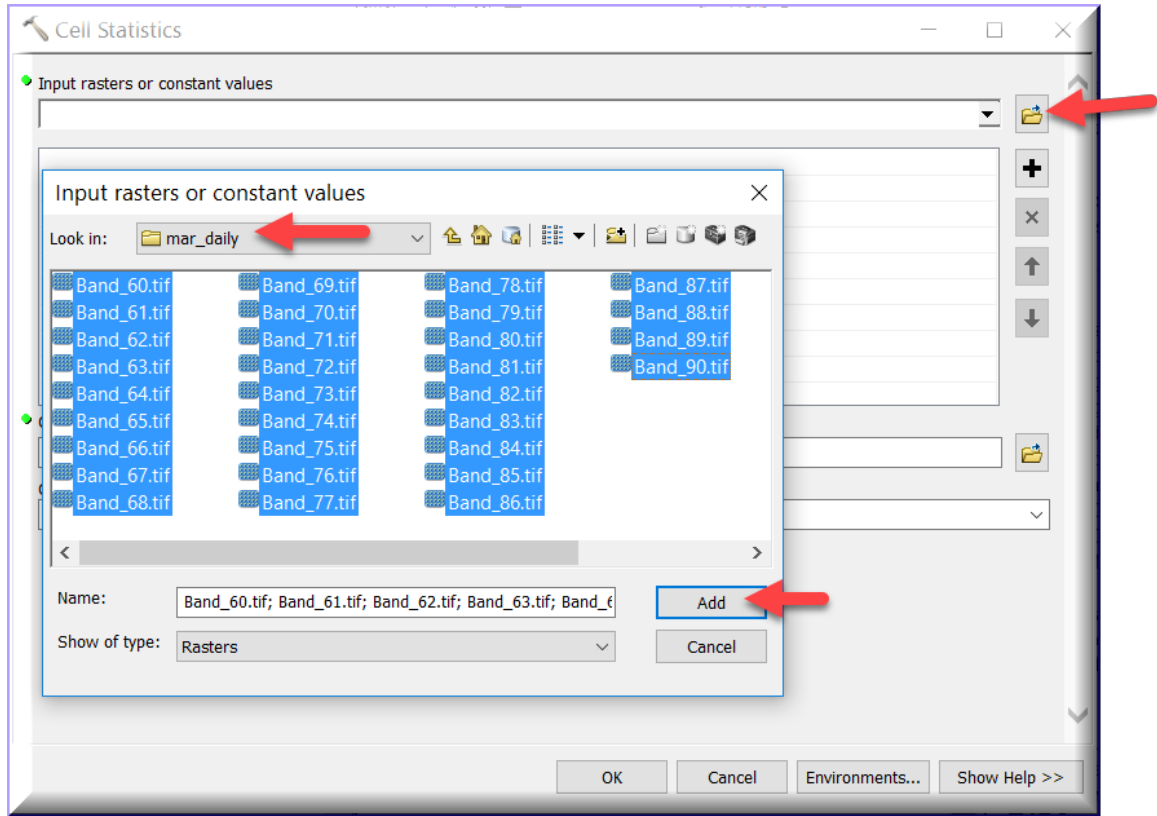 Cell Statistics
Input rasters or constant values
Input rasters or constant values
Look in: mar_daily
Band_60.tif Band_69.tif Band_78.tif Band_87.tif
Band_61.tif Band_70.tif Band_79.tif Band_88.tif
Band_62.tif Band_71.tif Band_80.tif Band_89.tif
Band_63.tif Band_72.tif Band_81.tif Band_90.tif
Band_64.tif Band_73.tif Band_82.tif
Band_65.tif Band_74.tif Band_83.tif
Band_66.tif Band_75.tif Band_84.tif
Band_67.tif Band_76.tif Band_85.tif
Band_68.tif Band_77.tif Band_86.tif
Name: Band_60.tif; Band_61.tif; Band_62.tif; Band_63.tif; Add
Show of type: Rasters Cancel
OK Cancel Environments... Show Help >>